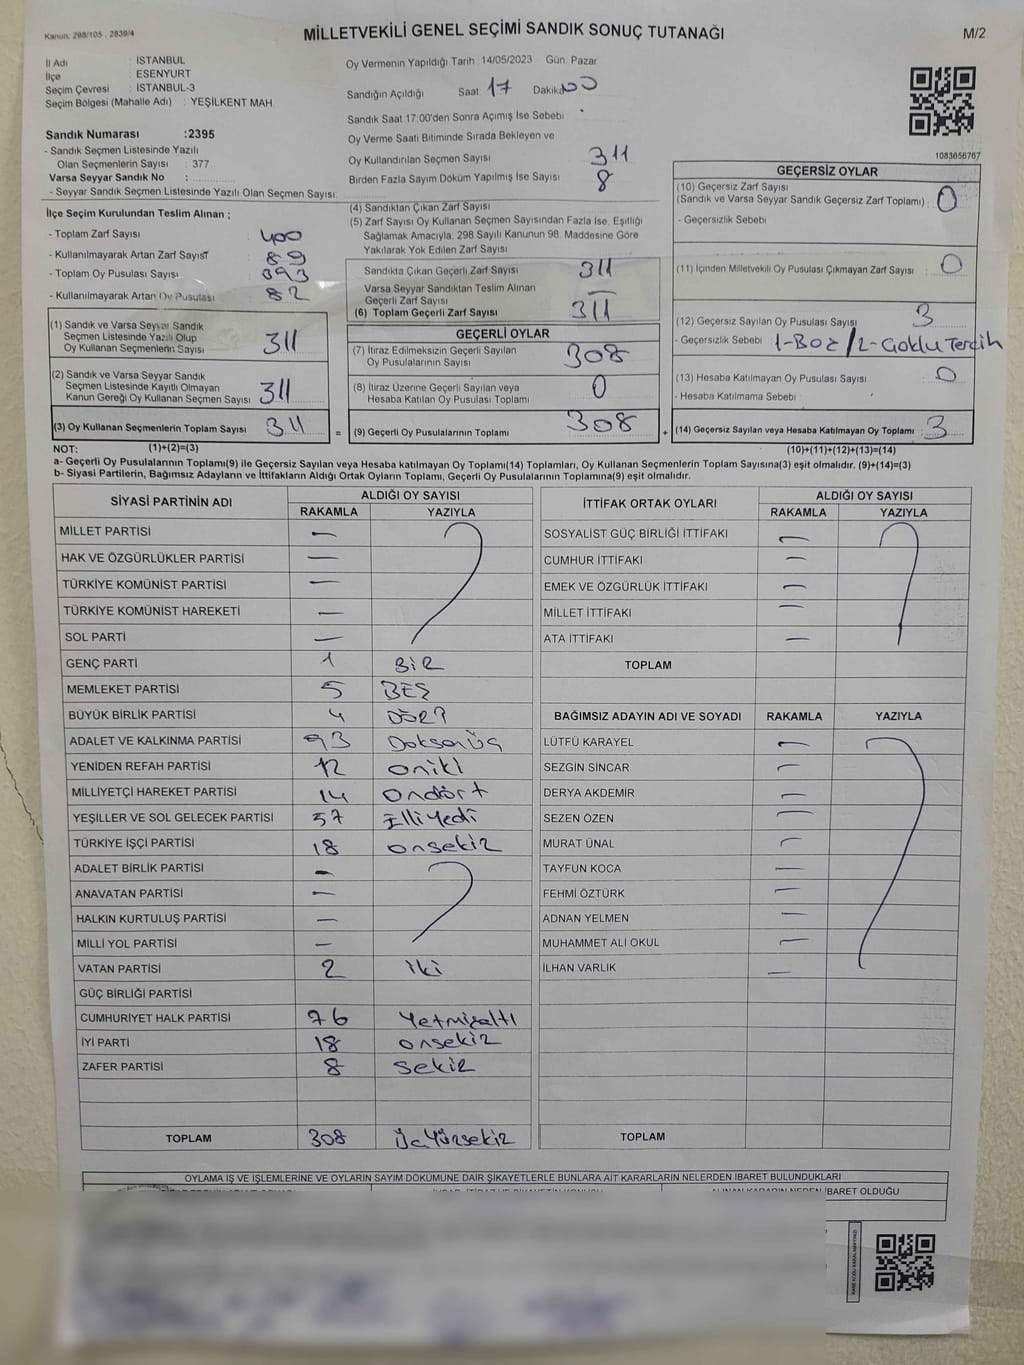 Kanun, 298/105 , 2839/4
MİLLETVEKİLİ GENEL SEÇİMİ SANDIK SONUÇ TUTANAĞI
M/2
İl Adı : İSTANBUL
İlçe : ESENYURT
Seçim Çevresi : İSTANBUL-3
Seçim Bölgesi (Mahalle Adı) : YEŞİLKENT MAH
Sandık Numarası :2395
- Sandık Seçmen Listesinde Yazılı
Olan Seçmenlerin Sayısı : 377
Varsa Seyyar Sandık No :
- Seyyar Sandık Seçmen Listesinde Yazılı Olan Seçmen Sayısı:
Oy Vermenin Yapıldığı Tarih 14/05/2023 Gün Pazar
Sandığın Açıldığı Saat 17 Dakika 00
Sandık Saat 17:00'den Sonra Açımış İse Sebebi :
Oy Verme Saati Bitiminde Sırada Bekleyen ve
Oy Kullandırılan Seçmen Sayısı 311
Birden Fazla Sayım Döküm Yapılmış İse Sayısı 8
1083656767
İlçe Seçim Kurulundan Teslim Alınan ;
- Toplam Zarf Sayısı : 400
- Kullanılmayarak Artan Zarf Sayısı : 89
- Toplam Oy Pusulası Sayısı : 393
- Kullanılmayarak Artan Oy Pusulası : 82
(4) Sandıktan Çıkan Zarf Sayısı
(5) Zarf Sayısı Oy Kullanan Seçmen Sayısından Fazla İse, Eşitliği
Sağlamak Amacıyla, 298 Sayılı Kanunun 98. Maddesine Göre
Yakılarak Yok Edilen Zarf Sayısı
Sandıkta Çıkan Geçerli Zarf Sayısı 311
Varsa Seyyar Sandıktan Teslim Alınan
Geçerli Zarf Sayısı —
(6) Toplam Geçerli Zarf Sayısı 311
GEÇERSİZ OYLAR
(10) Geçersiz Zarf Sayısı
(Sandık ve Varsa Seyyar Sandık Geçersiz Zarf Toplamı) : 0
- Geçersizlik Sebebi
(11) İçinden Milletvekili Oy Pusulası Çıkmayan Zarf Sayısı : 0
(12) Geçersiz Sayılan Oy Pusulası Sayısı : 3
- Geçersizlik Sebebi 1-Boz/2-Çoklu Tercih
(13) Hesaba Katılmayan Oy Pusulası Sayısı : 0
- Hesaba Katılmama Sebebi
(14) Geçersiz Sayılan veya Hesaba Katılmayan Oy Toplamı : 3
(1) Sandık ve Varsa Seyyar Sandık
Seçmen Listesinde Yazılı Olup
Oy Kullanan Seçmenlerin Sayısı : 311
(2) Sandık ve Varsa Seyyar Sandık
Seçmen Listesinde Kayıtlı Olmayan
Kanun Gereği Oy Kullanan Seçmen Sayısı : 311
(3) Oy Kullanan Seçmenlerin Toplam Sayısı : 311
=
GEÇERLİ OYLAR
(7) İtiraz Edilmeksizin Geçerli Sayılan
Oy Pusulalarının Sayısı 308
(8) İtiraz Üzerine Geçerli Sayılan veya
Hesaba Katılan Oy Pusulası Toplamı 0
(9) Geçerli Oy Pusulalarının Toplamı 308
+
NOT: (1)+(2)=(3)
(10)+(11)+(12)+(13)=(14)
a- Geçerli Oy Pusulalarının Toplamı(9) ile Geçersiz Sayılan veya Hesaba katılmayan Oy Toplamı(14) Toplamları, Oy Kullanan Seçmenlerin Toplam Sayısına(3) eşit olmalıdır. (9)+(14)=(3)
b- Siyasi Partilerin, Bağımsız Adayların ve İttifakların Aldığı Ortak Oyların Toplamı, Geçerli Oy Pusulalarının Toplamına(9) eşit olmalıdır.
SİYASİ PARTİNİN ADI ALDIĞI OY SAYISI
RAKAMLA YAZIYLA
MİLLET PARTİSİ —
HAK VE ÖZGÜRLÜKLER PARTİSİ —
TÜRKİYE KOMÜNİST PARTİSİ —
TÜRKİYE KOMÜNİST HAREKETİ —
SOL PARTİ —
GENÇ PARTİ 1 BİR
MEMLEKET PARTİSİ 5 BEŞ
BÜYÜK BİRLİK PARTİSİ 4 DÖRT
ADALET VE KALKINMA PARTİSİ 93 Doksanüç
YENİDEN REFAH PARTİSİ 12 oniki
MİLLİYETÇİ HAREKET PARTİSİ 14 Ondört
YEŞİLLER VE SOL GELECEK PARTİSİ 57 Elliyedi
TÜRKİYE İŞÇİ PARTİSİ 18 onsekiz
ADALET BİRLİK PARTİSİ —
ANAVATAN PARTİSİ —
HALKIN KURTULUŞ PARTİSİ —
MİLLİ YOL PARTİSİ —
VATAN PARTİSİ 2 iki
GÜÇ BİRLİĞİ PARTİSİ
CUMHURİYET HALK PARTİSİ 76 Yetmişaltı
İYİ PARTİ 18 onsekiz
ZAFER PARTİSİ 8 Sekiz
TOPLAM 308 Üçyüzsekiz
İTTİFAK ORTAK OYLARI ALDIĞI OY SAYISI
RAKAMLA YAZIYLA
SOSYALİST GÜÇ BİRLİĞİ İTTİFAKI —
CUMHUR İTTİFAKI —
EMEK VE ÖZGÜRLÜK İTTİFAKI —
MİLLET İTTİFAKI —
ATA İTTİFAKI —
TOPLAM
BAĞIMSIZ ADAYIN ADI VE SOYADI RAKAMLA YAZIYLA
LÜTFÜ KARAYEL —
SEZGİN SİNCAR —
DERYA AKDEMİR —
SEZEN ÖZEN —
MURAT ÜNAL —
TAYFUN KOCA —
FEHMİ ÖZTÜRK —
ADNAN YELMEN —
MUHAMMET ALİ OKUL —
İLHAN VARLIK —
TOPLAM
OYLAMA İŞ VE İŞLEMLERİNE VE OYLARIN SAYIM DÖKÜMÜNE DAİR ŞİKAYETLERLE BUNLARA AİT KARARLARIN NELERDEN İBARET BULUNDUKLARI
ALINAN KARARIN NEDEN İBARET OLDUĞU